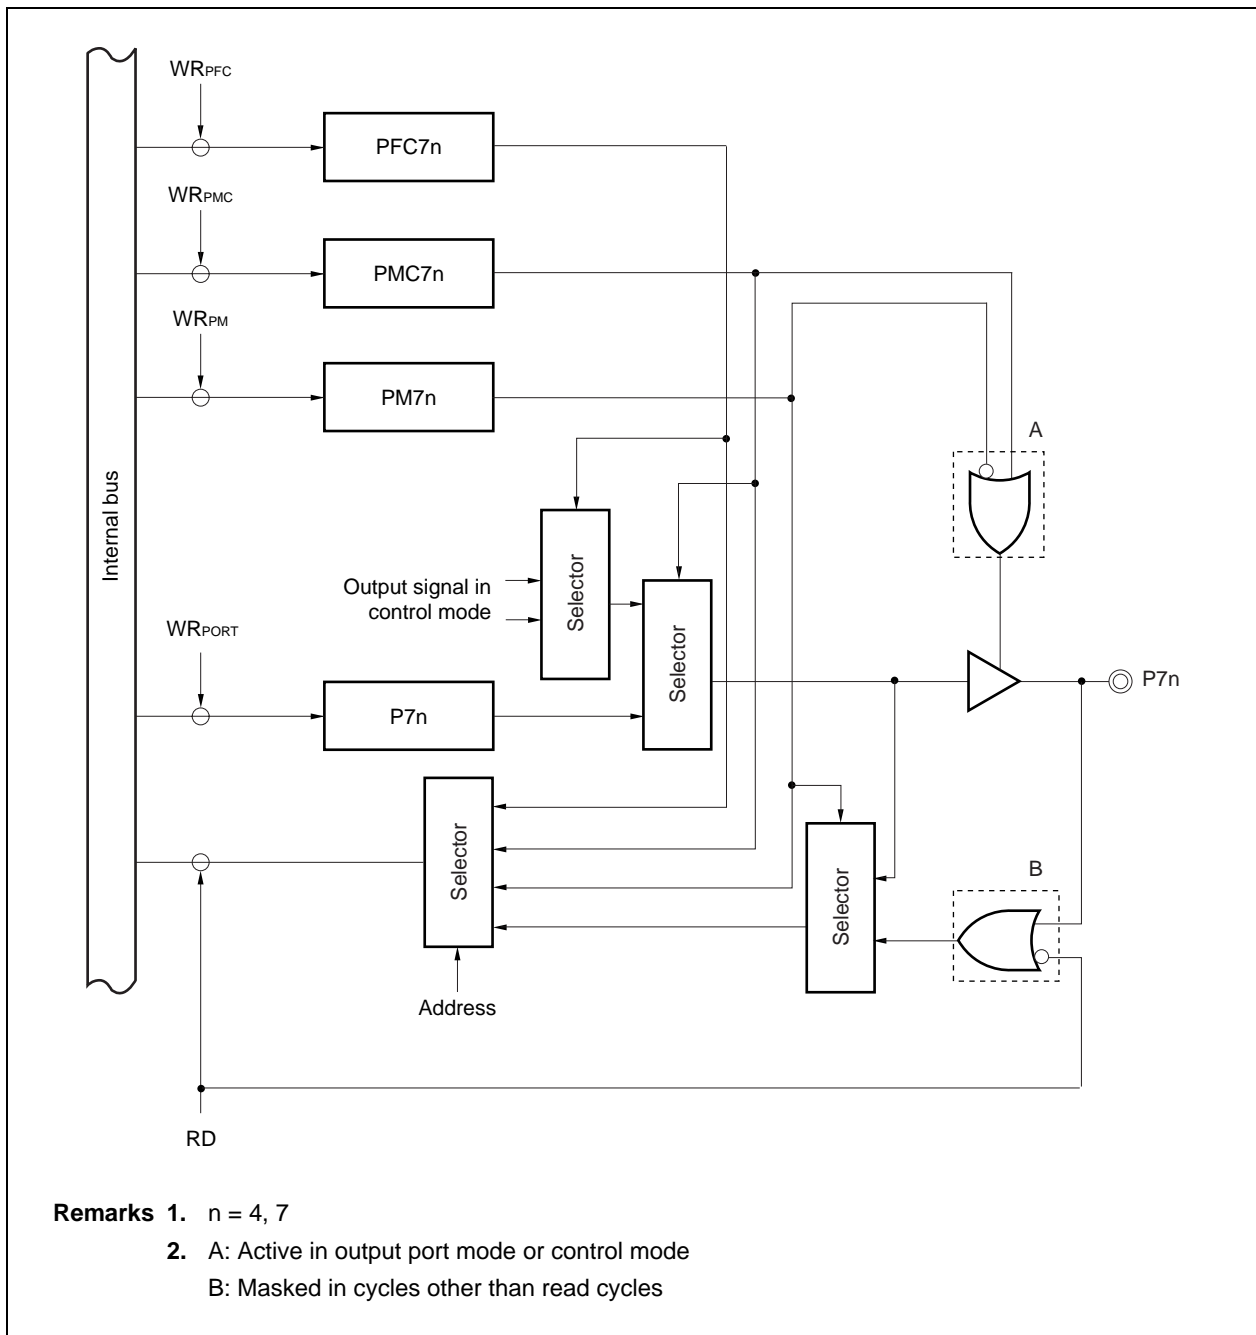 WRPFC
PFC7n
WRPMC
PMC7n
WRPM
PM7n
A
Internal bus
Selector
Output signal in
control mode
Selector
WRPORT
P7n
P7n
Selector
Selector
B
Address
RD
Remarks 1. n = 4, 7
2. A: Active in output port mode or control mode
B: Masked in cycles other than read cycles